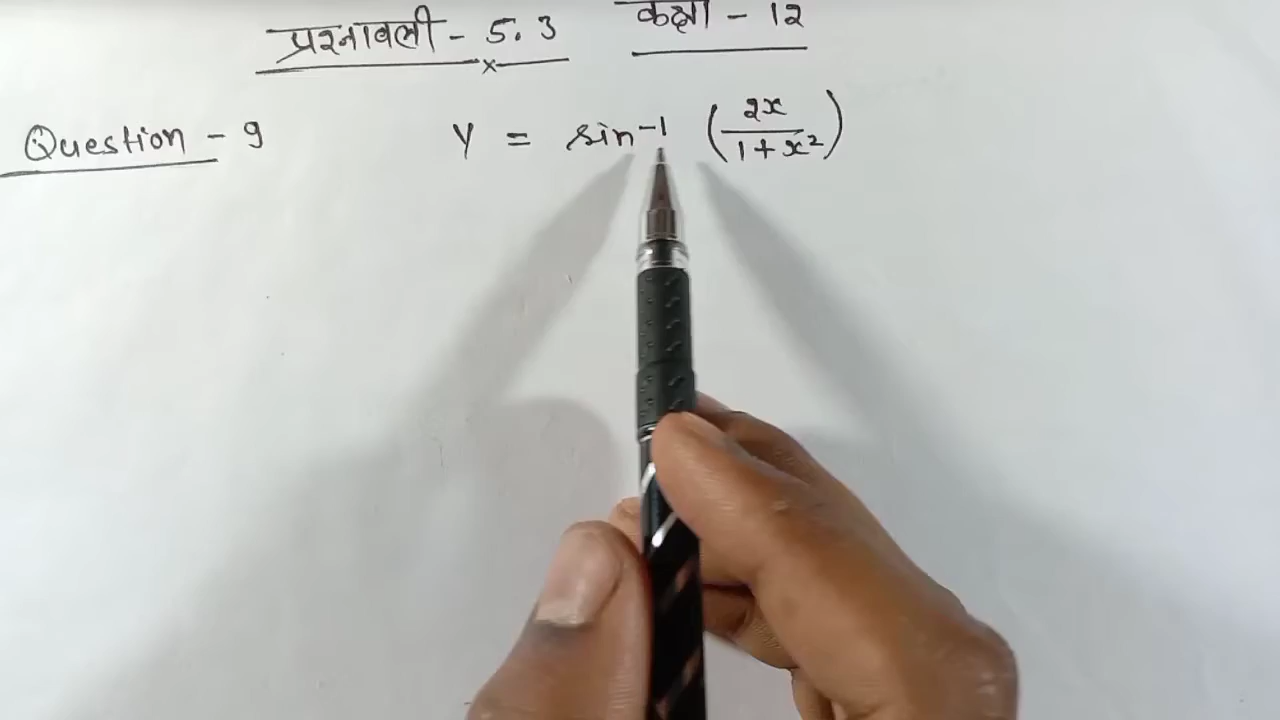 प्रश्नावली - 5.3 कक्षा - 12
Question - 9 y = sin⁻¹ (2x/1+x²)